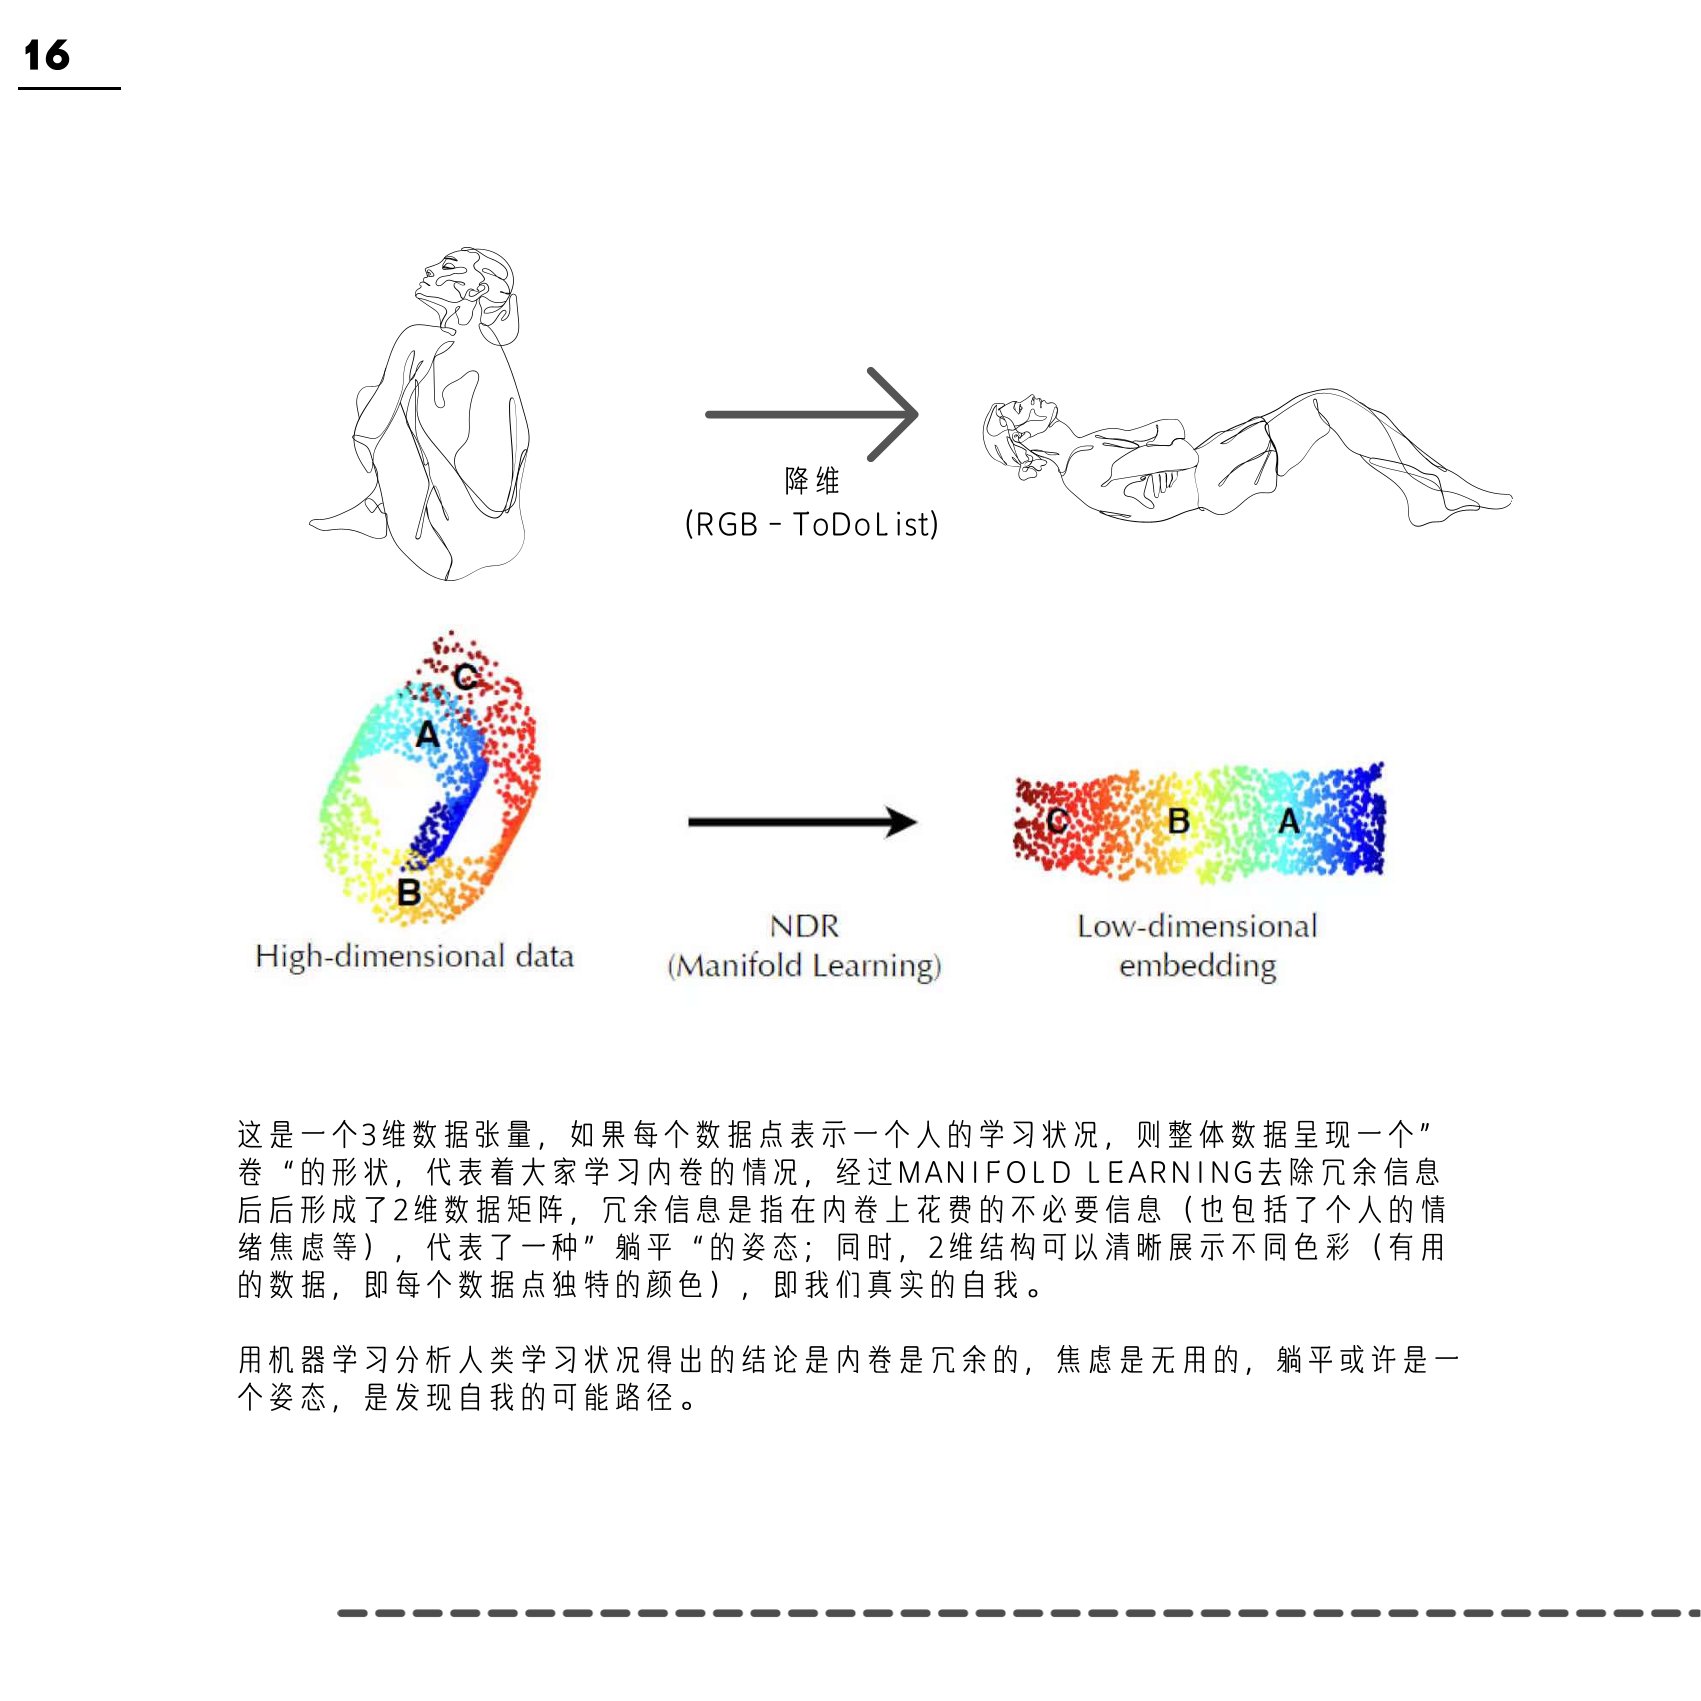 16
降维
(RGB - ToDoList)
C
A
B
C
B
A
High-dimensional data
NDR
(Manifold Learning)
Low-dimensional
embedding
这是一个3维数据张量，如果每个数据点表示一个人的学习状况，则整体数据呈现一个”
卷“的形状，代表着大家学习内卷的情况，经过MANIFOLD LEARNING去除冗余信息
后后形成了2维数据矩阵，冗余信息是指在内卷上花费的不必要信息（也包括了个人的情
绪焦虑等），代表了一种”躺平“的姿态；同时，2维结构可以清晰展示不同色彩（有用
的数据，即每个数据点独特的颜色），即我们真实的自我。
用机器学习分析人类学习状况得出的结论是内卷是冗余的，焦虑是无用的，躺平或许是一
个姿态，是发现自我的可能路径。